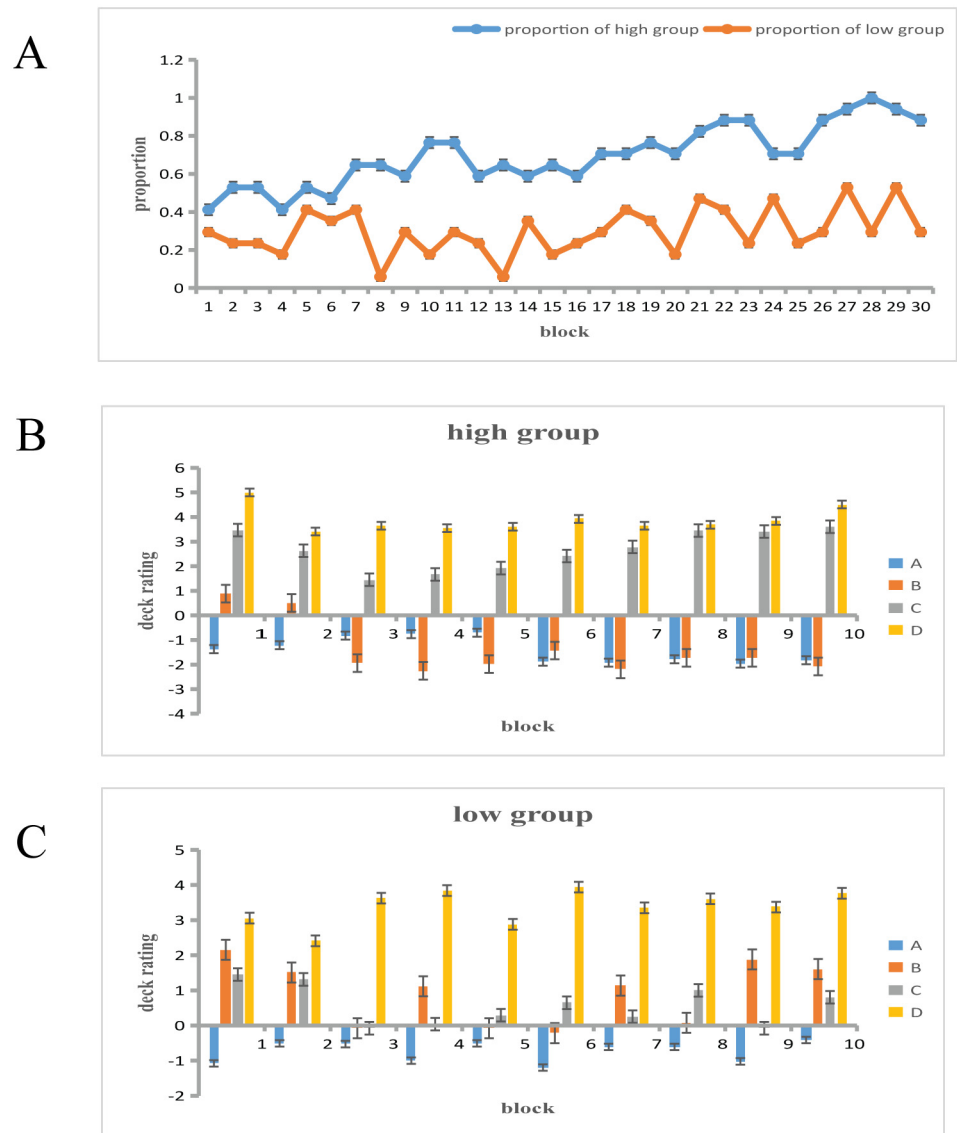 A
proportion of high group proportion of low group
1.2
1
0.8
0.6
0.4
0.2
0
proportion
1 2 3 4 5 6 7 8 9 10 11 12 13 14 15 16 17 18 19 20 21 22 23 24 25 26 27 28 29 30
block
B
high group
6
5
4
3
2
1
0
-1
-2
-3
-4
deck rating
1 1 2 3 4 5 6 7 8 9 10
block
A
B
C
D
C
low group
5
4
3
2
1
0
-1
-2
deck rating
1 2 3 4 5 6 7 8 9 10
block
A
B
C
D